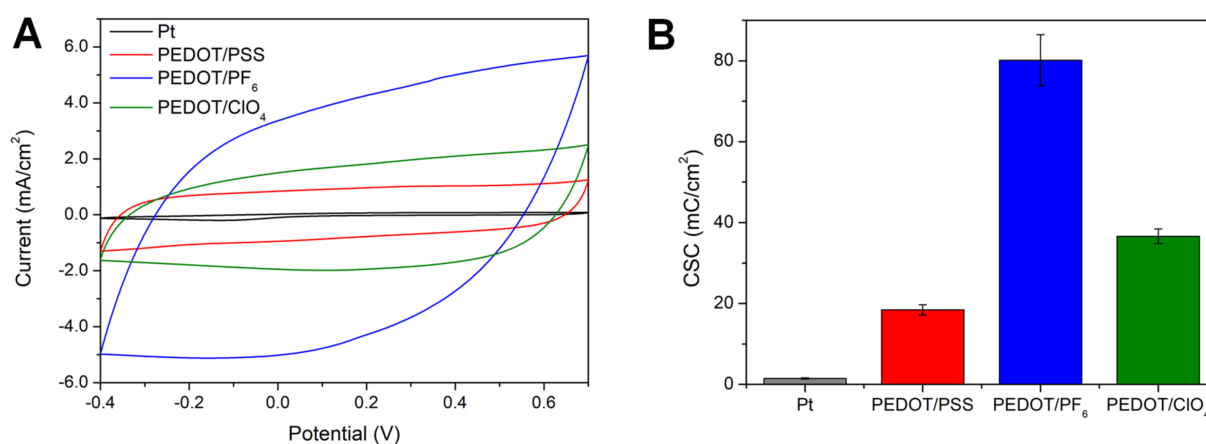 A
Pt
PEDOT/PSS
PEDOT/PF₆
PEDOT/ClO₄
6.0
4.0
2.0
0.0
-2.0
-4.0
-6.0
Current (mA/cm²)
-0.4
-0.2
0.0
0.2
0.4
0.6
Potential (V)
B
80
60
40
20
0
CSC (mC/cm²)
Pt
PEDOT/PSS
PEDOT/PF₆
PEDOT/ClO₄